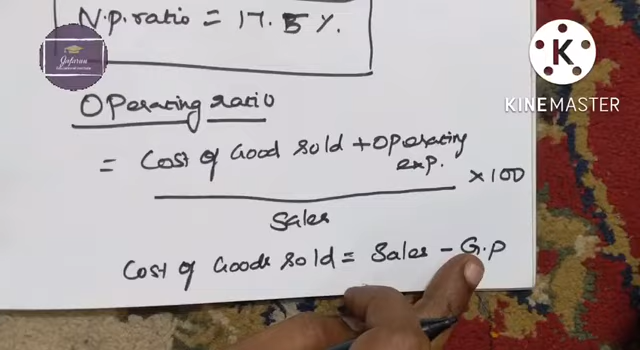 N.p.ratio = 17.5%.
KINEMASTER
Operating ratio
= Cost of Good sold + Operating exp. × 100
Sales
Cost of Goods sold = Sales - G.P